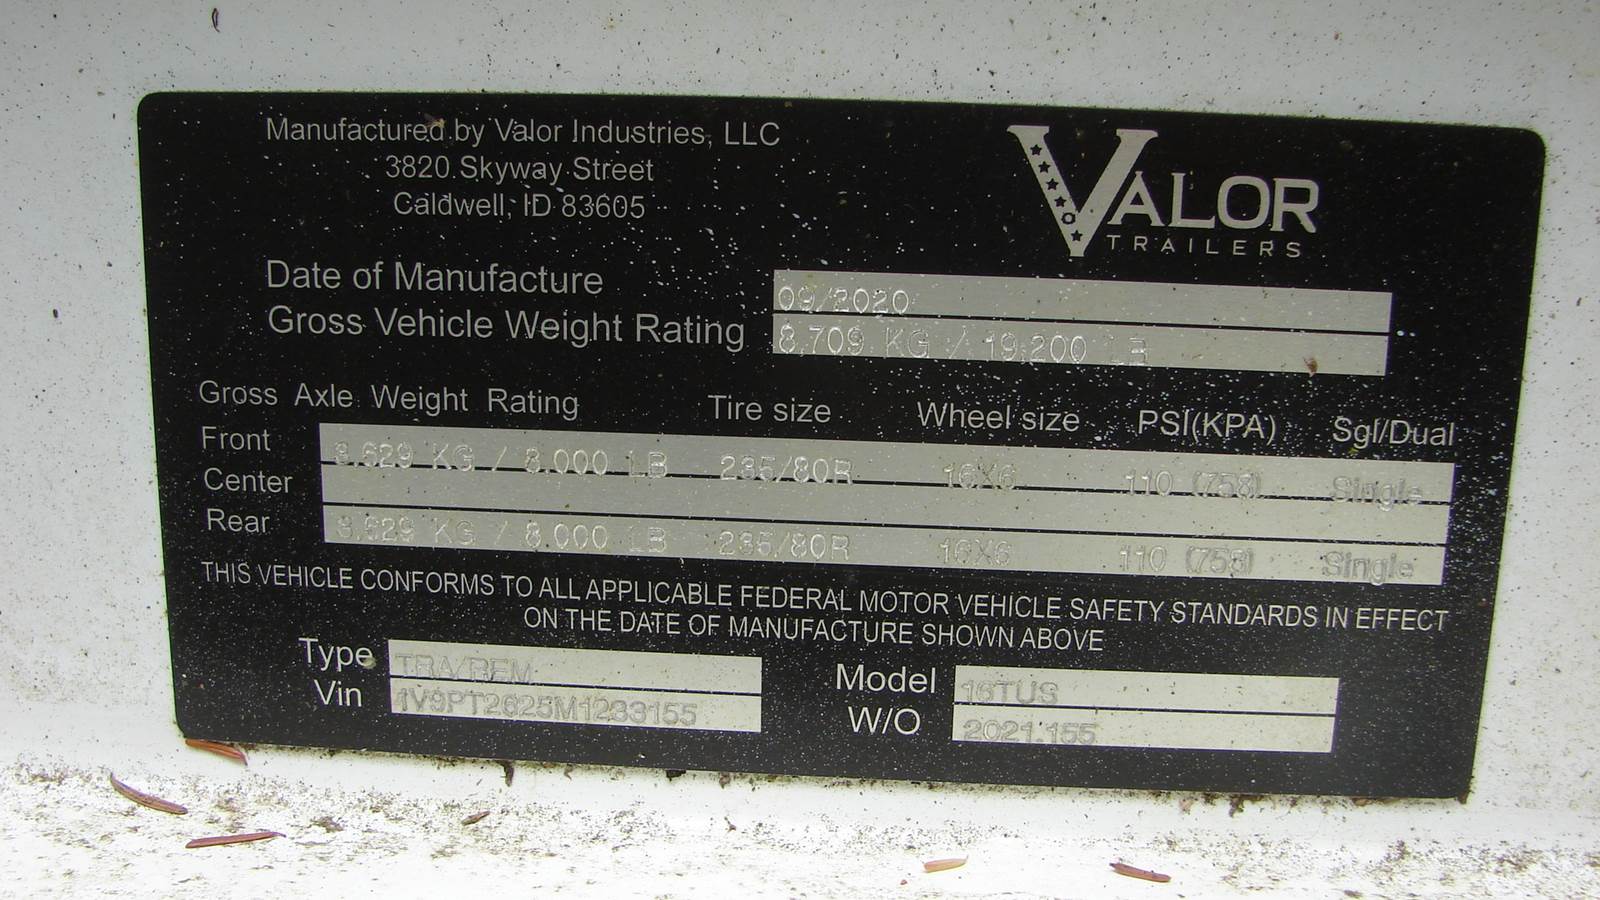 Manufactured by Valor Industries, LLC
3820 Skyway Street
Caldwell, ID 83605
VALOR
TRAILERS
Date of Manufacture 09/2020
Gross Vehicle Weight Rating 8,709 KG / 19,200 LB
Gross Axle Weight Rating Tire size Wheel size PSI(KPA) Sgl/Dual
Front 3,629 KG / 8,000 LB 235/80R 16X6 110 (758) Single
Center
Rear 3,629 KG / 8,000 LB 235/80R 16X6 110 (758) Single
THIS VEHICLE CONFORMS TO ALL APPLICABLE FEDERAL MOTOR VEHICLE SAFETY STANDARDS IN EFFECT
ON THE DATE OF MANUFACTURE SHOWN ABOVE
Type TRA/REM Model 16TUS
Vin W/O 2021.155